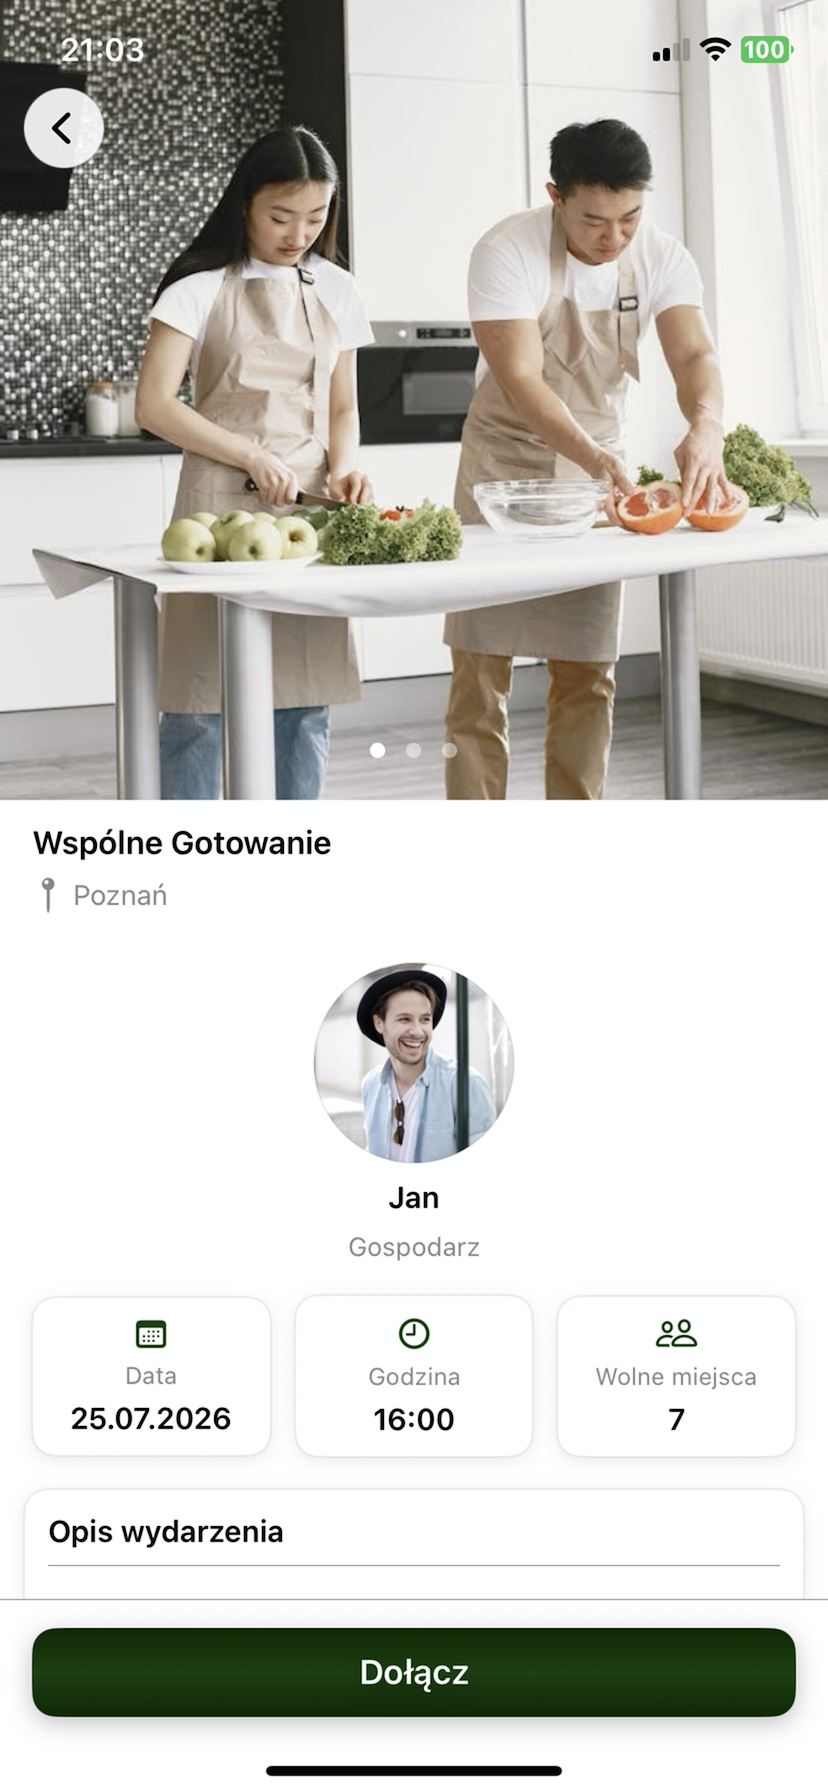 21:03
100
Wspólne Gotowanie
Poznań
Jan
Gospodarz
Data
25.07.2026
Godzina
16:00
Wolne miejsca
7
Opis wydarzenia
Dołącz